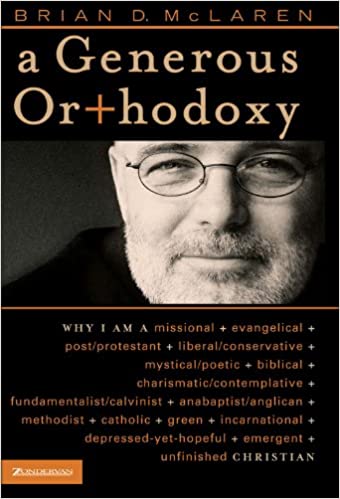 BRIAN D. McLAREN
a Generous
Or+hodoxy
WHY I AM A missional + evangelical +
post/protestant + liberal/conservative +
mystical/poetic + biblical +
charismatic/contemplative +
fundamentalist/calvinist + anabaptist/anglican +
methodist + catholic + green + incarnational +
depressed-yet-hopeful + emergent +
unfinished CHRISTIAN
ZONDERVAN